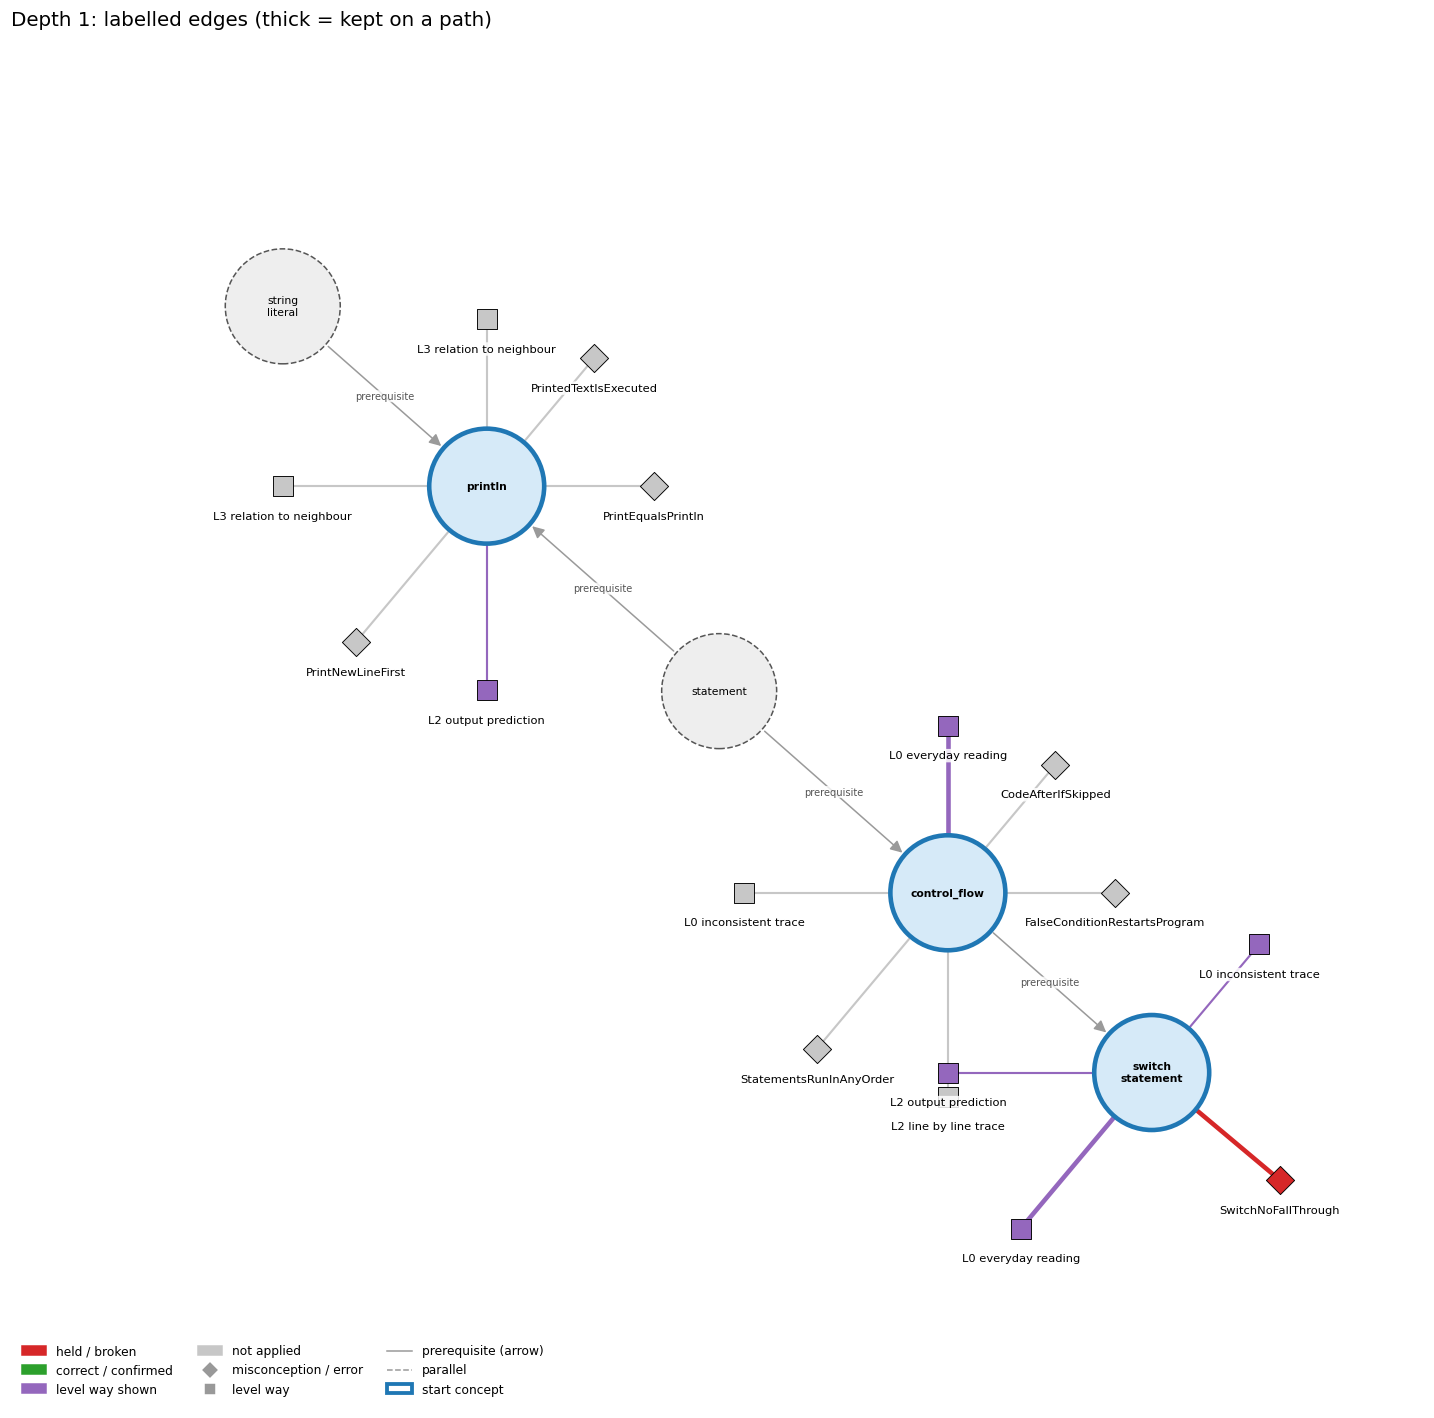 Depth 1: labelled edges (thick = kept on a path)
string
literal
L3 relation to neighbour
PrintedTextIsExecuted
prerequisite
println
L3 relation to neighbour
PrintEqualsPrintln
prerequisite
PrintNewLineFirst
statement
L2 output prediction
L0 everyday reading
prerequisite
CodeAfterIfSkipped
control_flow
L0 inconsistent trace
FalseConditionRestartsProgram
L0 inconsistent trace
prerequisite
switch
statement
StatementsRunInAnyOrder
L2 output prediction
L2 line by line trace
SwitchNoFallThrough
L0 everyday reading
held / broken
correct / confirmed
level way shown
not applied
misconception / error
level way
prerequisite (arrow)
parallel
start concept